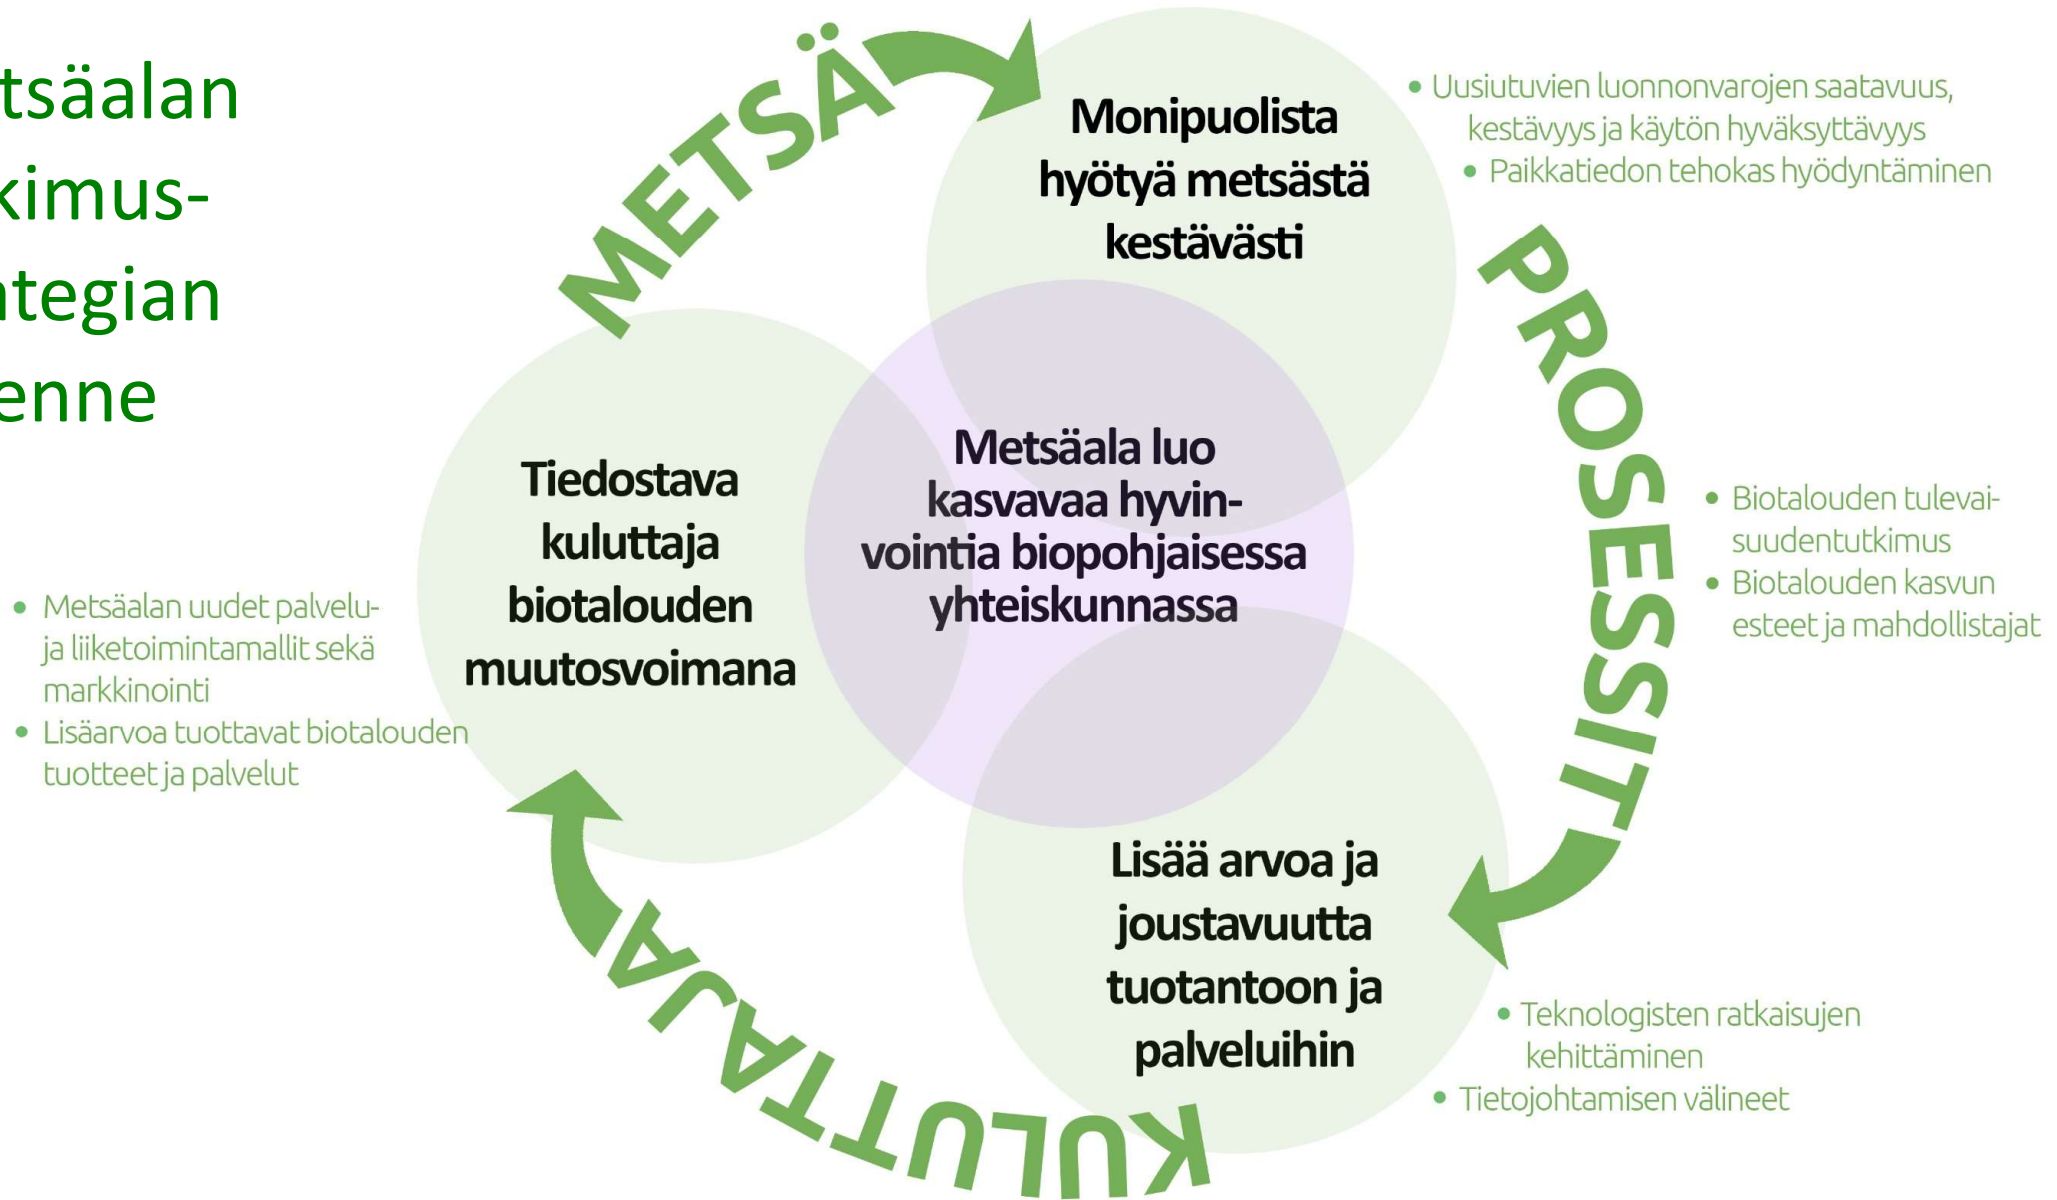 tsäalan
kimus-
tegian
enne
METSÄ
Monipuolista
hyötyä metsästä
kestävästi
• Uusiutuvien luonnonvarojen saatavuus,
kestävyys ja käytön hyväksyttävyys
• Paikkatiedon tehokas hyödyntäminen
PROSESSIT
Metsäala luo
kasvavaa hyvin-
vointia biopohjaisessa
yhteiskunnassa
• Biotalouden tulevai-
suudentutkimus
• Biotalouden kasvun
esteet ja mahdollistajat
Tiedostava
kuluttaja
biotalouden
muutosvoimana
• Metsäalan uudet palvelu-
ja liiketoimintamallit sekä
markkinointi
• Lisäarvoa tuottavat biotalouden
tuotteet ja palvelut
Lisää arvoa ja
joustavuutta
tuotantoon ja
palveluihin
• Teknologisten ratkaisujen
kehittäminen
• Tietojohtamisen välineet
KULUTTAJA